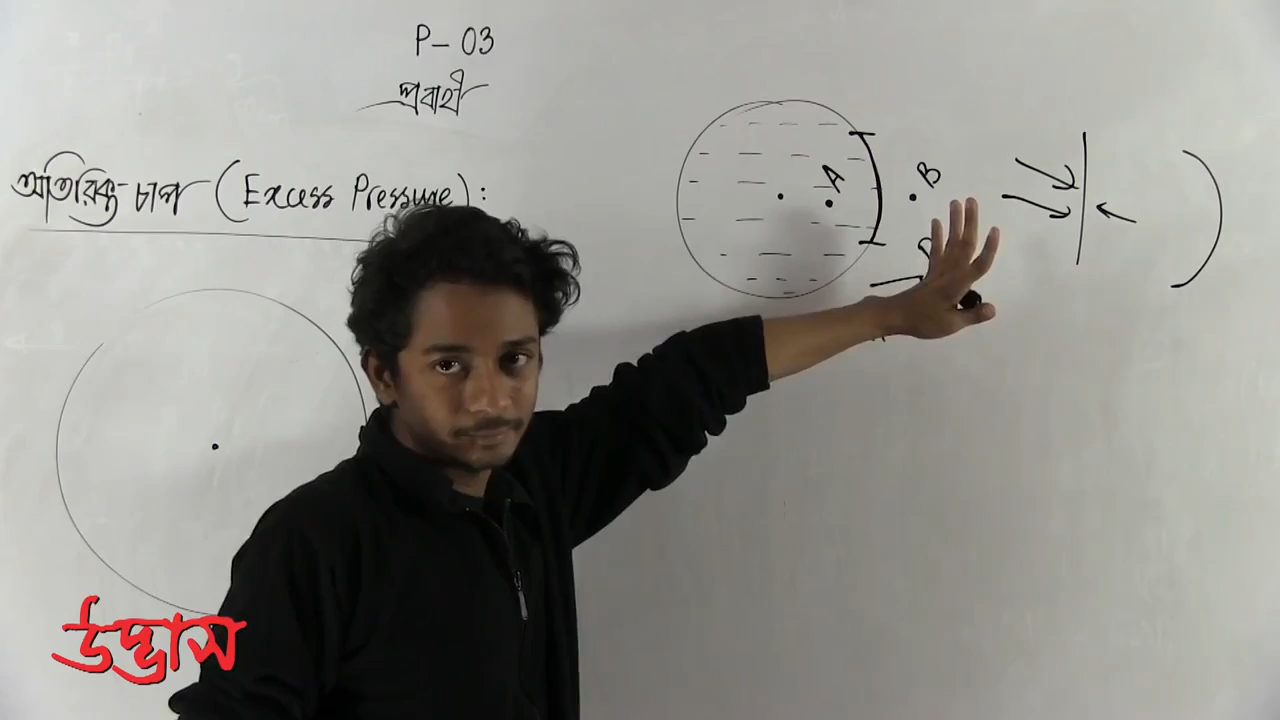 P-03
প্রবাহী
অতিরিক্ত চাপ (Excess Pressure):
A
B
উদ্ভাস